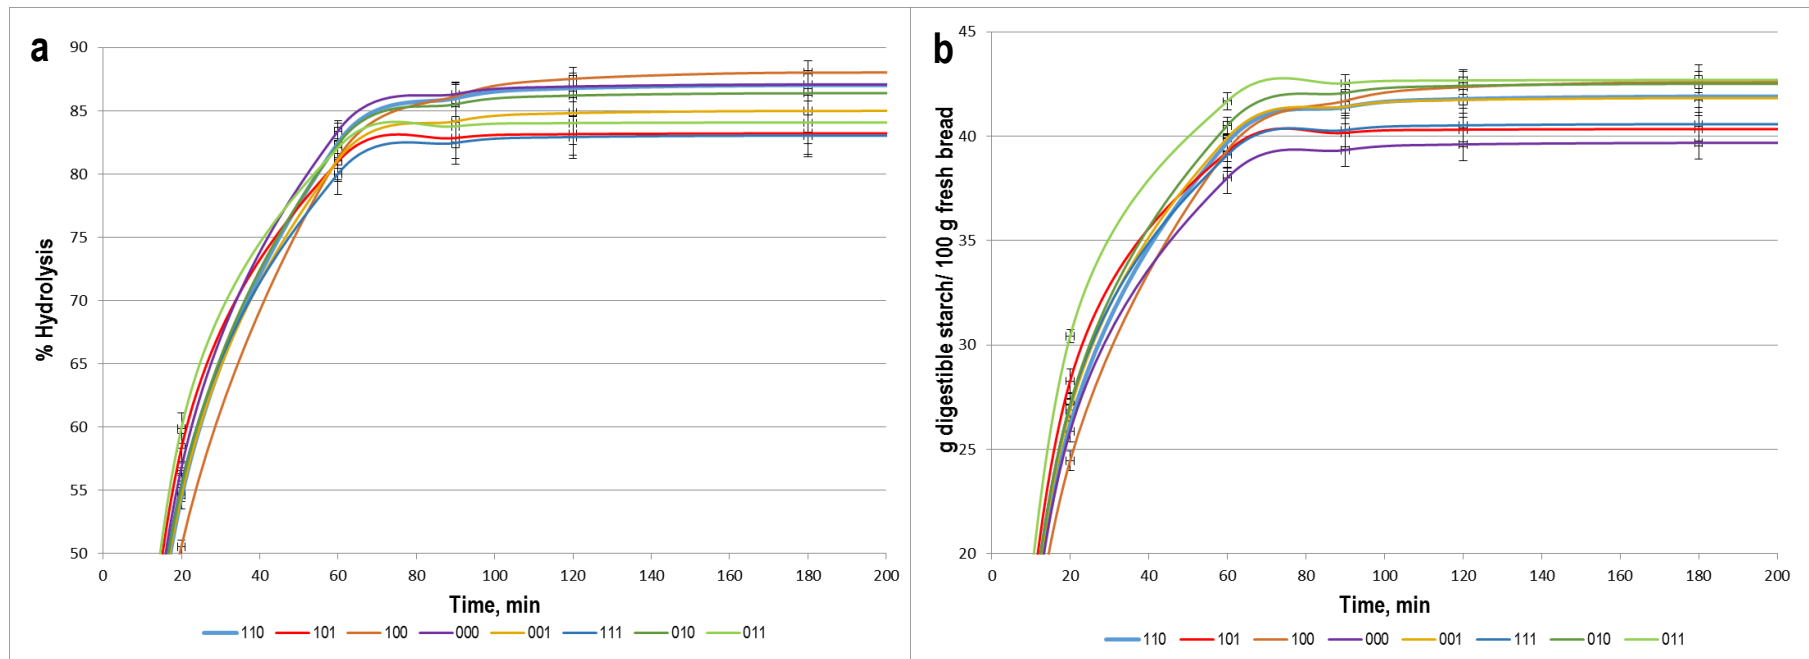 a
% Hydrolysis
90
85
80
75
70
65
60
55
50
0 20 40 60 80 100 120 140 160 180 200
Time, min
110 101 100 000 001 111 010 011
b
g digestible starch/ 100 g fresh bread
45
40
35
30
25
20
0 20 40 60 80 100 120 140 160 180 200
Time, min
110 101 100 000 001 111 010 011